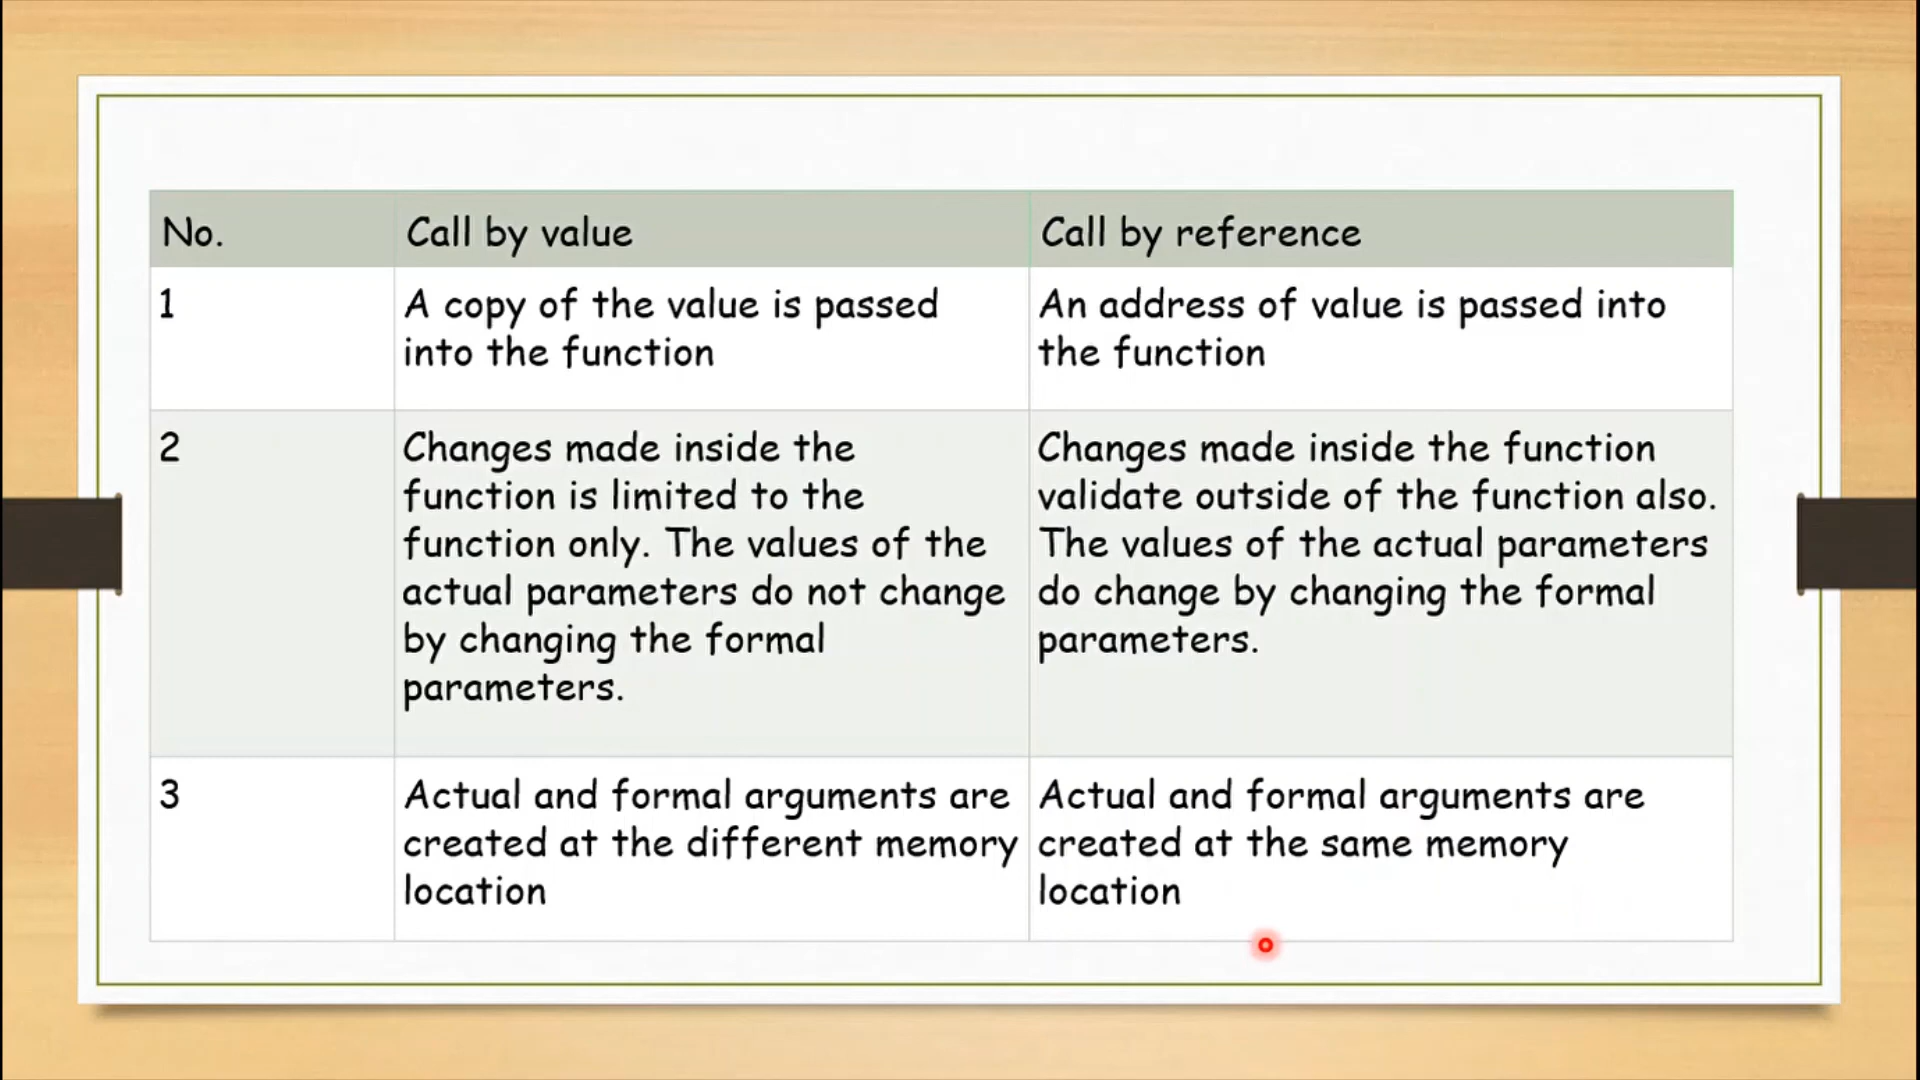 No.
Call by value
Call by reference
1
A copy of the value is passed
into the function
An address of value is passed into
the function
2
Changes made inside the
function is limited to the
function only. The values of the
actual parameters do not change
by changing the formal
parameters.
Changes made inside the function
validate outside of the function also.
The values of the actual parameters
do change by changing the formal
parameters.
3
Actual and formal arguments are
created at the different memory
location
Actual and formal arguments are
created at the same memory
location